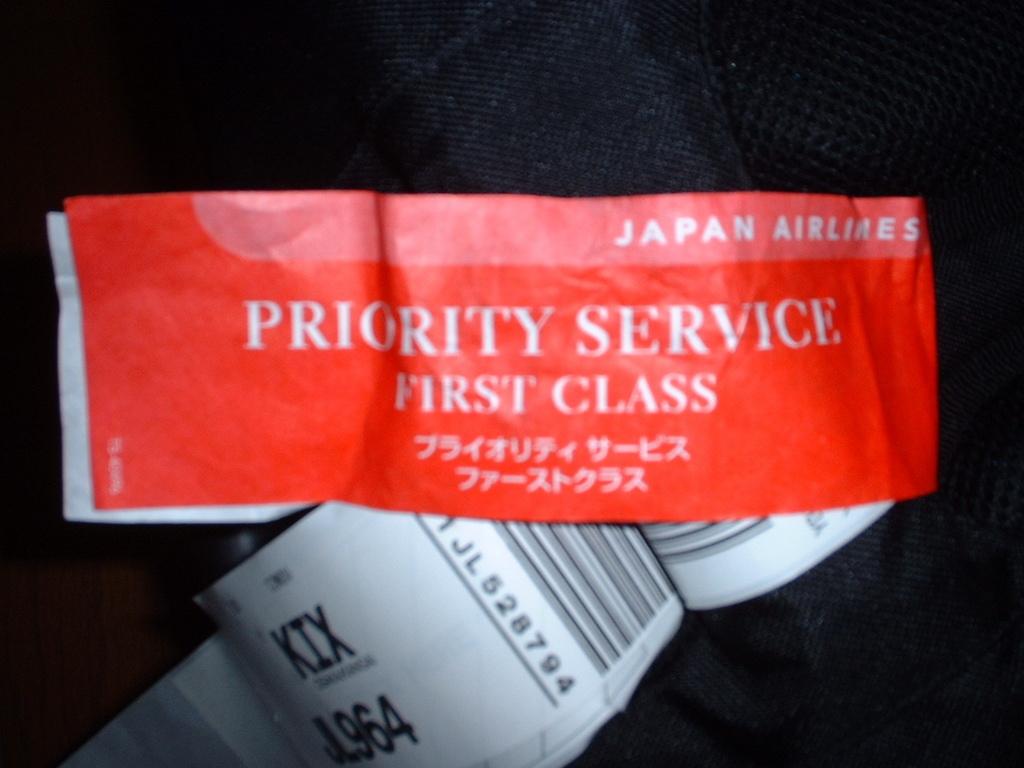 JAPAN AIRLINES
PRIORITY SERVICE
FIRST CLASS
プライオリティ サービス
ファーストクラス
JL528794
KIX
JL964